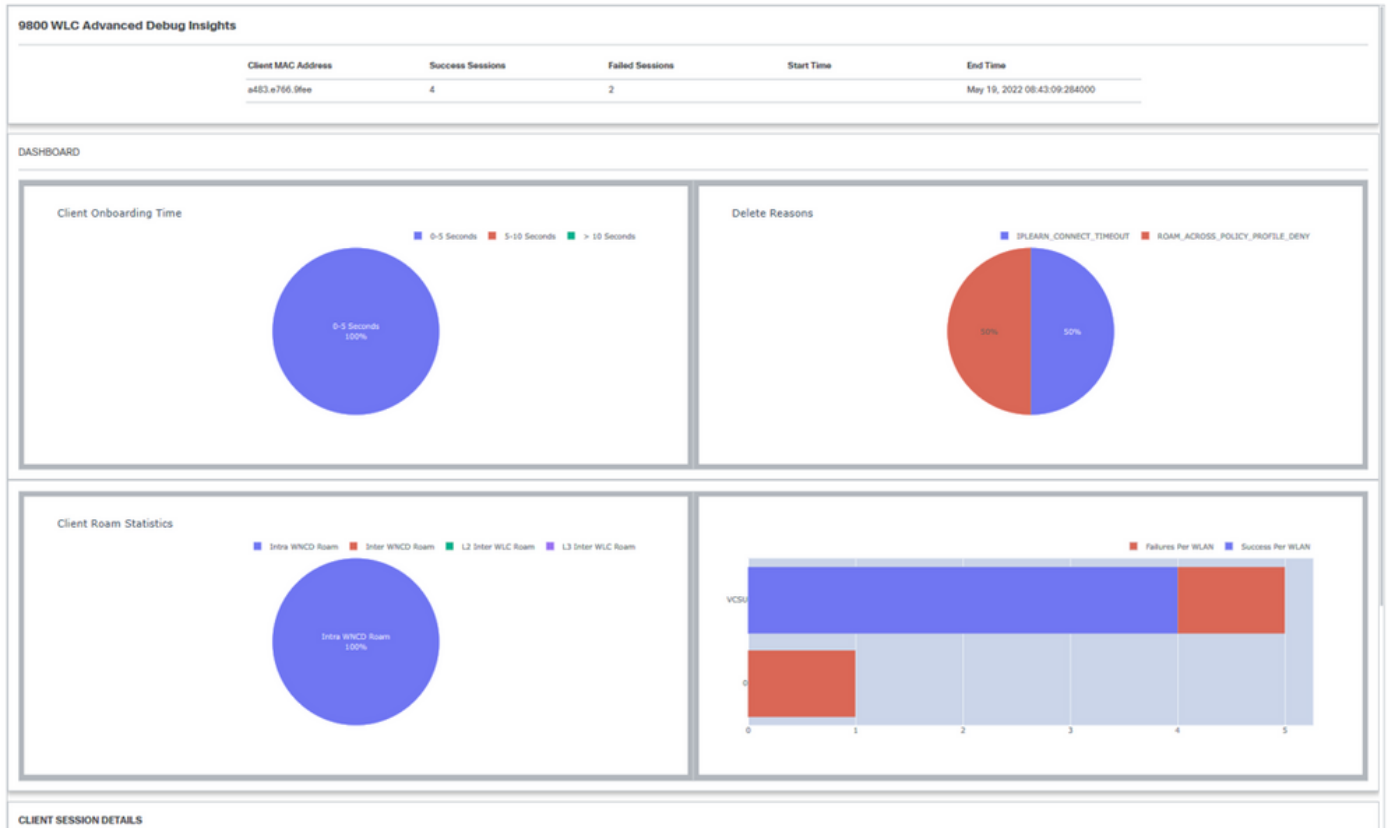 9800 WLC Advanced Debug Insights
Client MAC Address Success Sessions Failed Sessions Start Time End Time
a483.e766.9fee 4 2 May 19, 2022 08:43:09:284000
DASHBOARD
Client Onboarding Time
0-5 Seconds 5-10 Seconds > 10 Seconds
0-5 Seconds
100%
Delete Reasons
IPLEARN_CONNECT_TIMEOUT ROAM_ACROSS_POLICY_PROFILE_DENY
50% 50%
Client Roam Statistics
Intra WNCD Roam Inter WNCD Roam L2 Inter WLC Roam L3 Inter WLC Roam
Intra WNCD Roam
100%
Failures Per WLAN Success Per WLAN
VCSU
0
0 1 2 3 4 5
CLIENT SESSION DETAILS